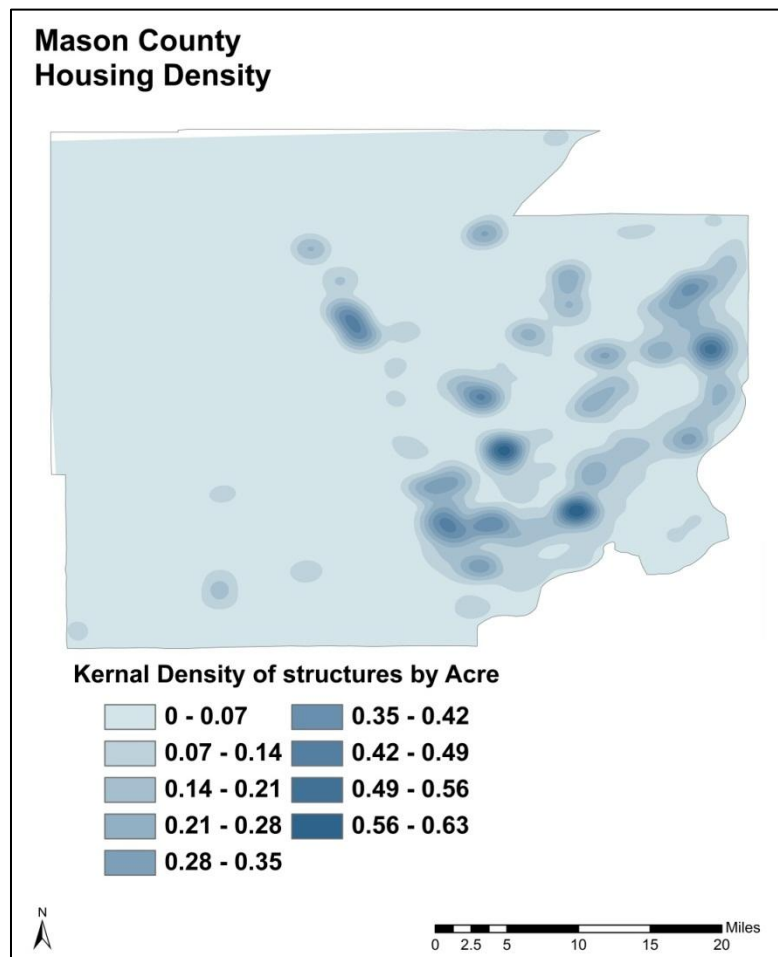 Mason County
Housing Density
Kernal Density of structures by Acre
0 - 0.07
0.07 - 0.14
0.14 - 0.21
0.21 - 0.28
0.28 - 0.35
0.35 - 0.42
0.42 - 0.49
0.49 - 0.56
0.56 - 0.63
N
Miles
0 2.5 5 10 15 20